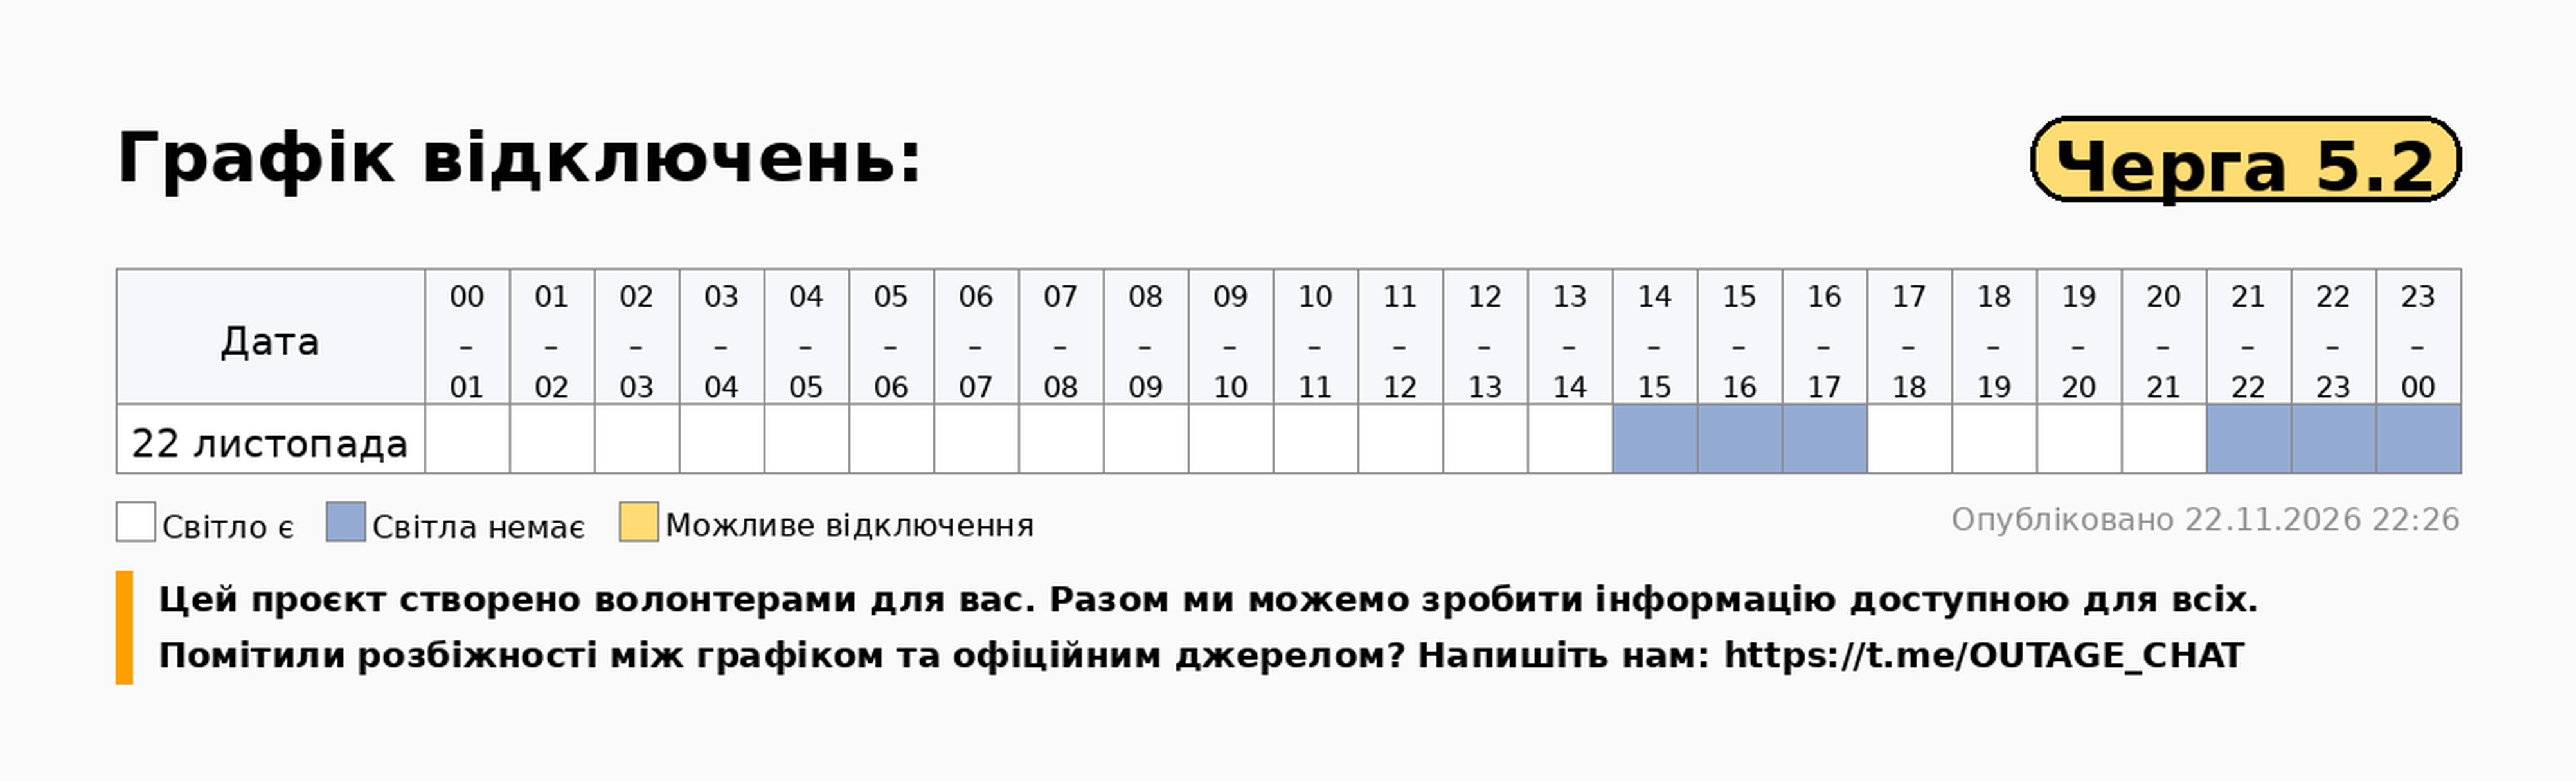 Графік відключень:
Черга 5.2
Дата
00 – 01
01 – 02
02 – 03
03 – 04
04 – 05
05 – 06
06 – 07
07 – 08
08 – 09
09 – 10
10 – 11
11 – 12
12 – 13
13 – 14
14 – 15
15 – 16
16 – 17
17 – 18
18 – 19
19 – 20
20 – 21
21 – 22
22 – 23
23 – 00
22 листопада
Світло є
Світла немає
Можливе відключення
Опубліковано 22.11.2026 22:26
Цей проєкт створено волонтерами для вас. Разом ми можемо зробити інформацію доступною для всіх.
Помітили розбіжності між графіком та офіційним джерелом? Напишіть нам: https://t.me/OUTAGE_CHAT